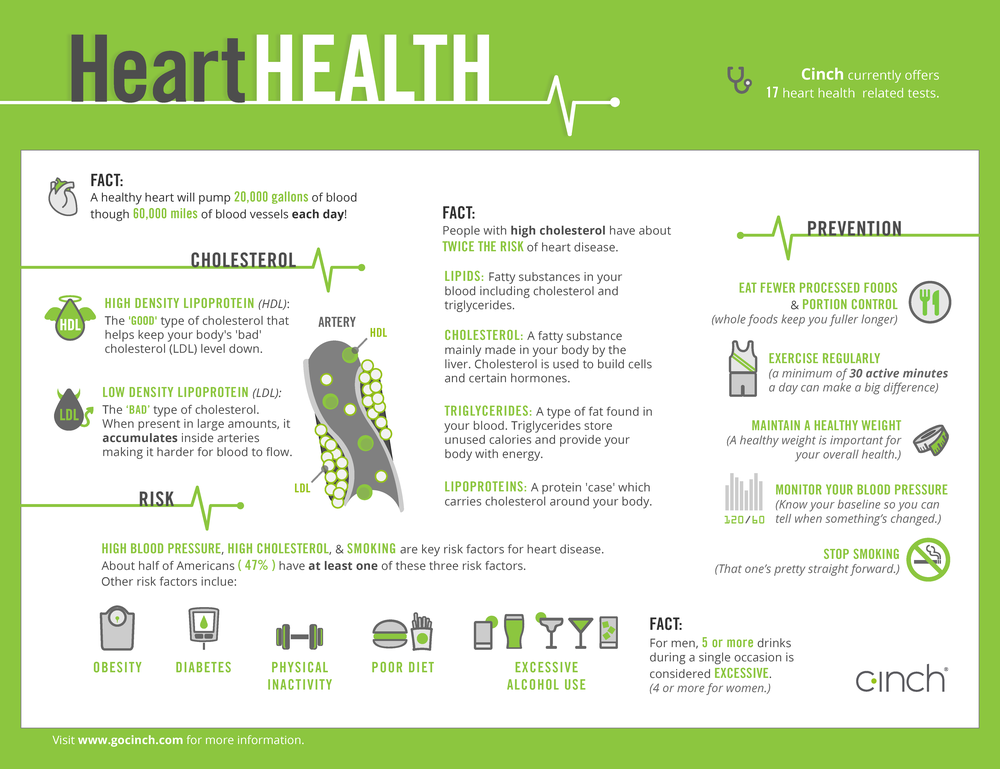 Heart HEALTH
Cinch currently offers
17 heart health related tests.
FACT:
A healthy heart will pump 20,000 gallons of blood
though 60,000 miles of blood vessels each day!
CHOLESTEROL
HDL
HIGH DENSITY LIPOPROTEIN (HDL):
The 'GOOD' type of cholesterol that
helps keep your body's 'bad'
cholesterol (LDL) level down.
LDL
LOW DENSITY LIPOPROTEIN (LDL):
The 'BAD' type of cholesterol.
When present in large amounts, it
accumulates inside arteries
making it harder for blood to flow.
ARTERY
HDL
LDL
FACT:
People with high cholesterol have about
TWICE THE RISK of heart disease.
LIPIDS: Fatty substances in your
blood including cholesterol and
triglycerides.
CHOLESTEROL: A fatty substance
mainly made in your body by the
liver. Cholesterol is used to build cells
and certain hormones.
TRIGLYCERIDES: A type of fat found in
your blood. Triglycerides store
unused calories and provide your
body with energy.
LIPOPROTEINS: A protein 'case' which
carries cholesterol around your body.
PREVENTION
EAT FEWER PROCESSED FOODS
& PORTION CONTROL
(whole foods keep you fuller longer)
EXERCISE REGULARLY
(a minimum of 30 active minutes
a day can make a big difference)
MAINTAIN A HEALTHY WEIGHT
(A healthy weight is important for
your overall health.)
120/60
MONITOR YOUR BLOOD PRESSURE
(Know your baseline so you can
tell when something's changed.)
STOP SMOKING
(That one's pretty straight forward.)
RISK
HIGH BLOOD PRESSURE, HIGH CHOLESTEROL, & SMOKING are key risk factors for heart disease.
About half of Americans ( 47% ) have at least one of these three risk factors.
Other risk factors inclue:
OBESITY
DIABETES
PHYSICAL
INACTIVITY
POOR DIET
EXCESSIVE
ALCOHOL USE
FACT:
For men, 5 or more drinks
during a single occasion is
considered EXCESSIVE.
(4 or more for women.)
cinch®
Visit www.gocinch.com for more information.